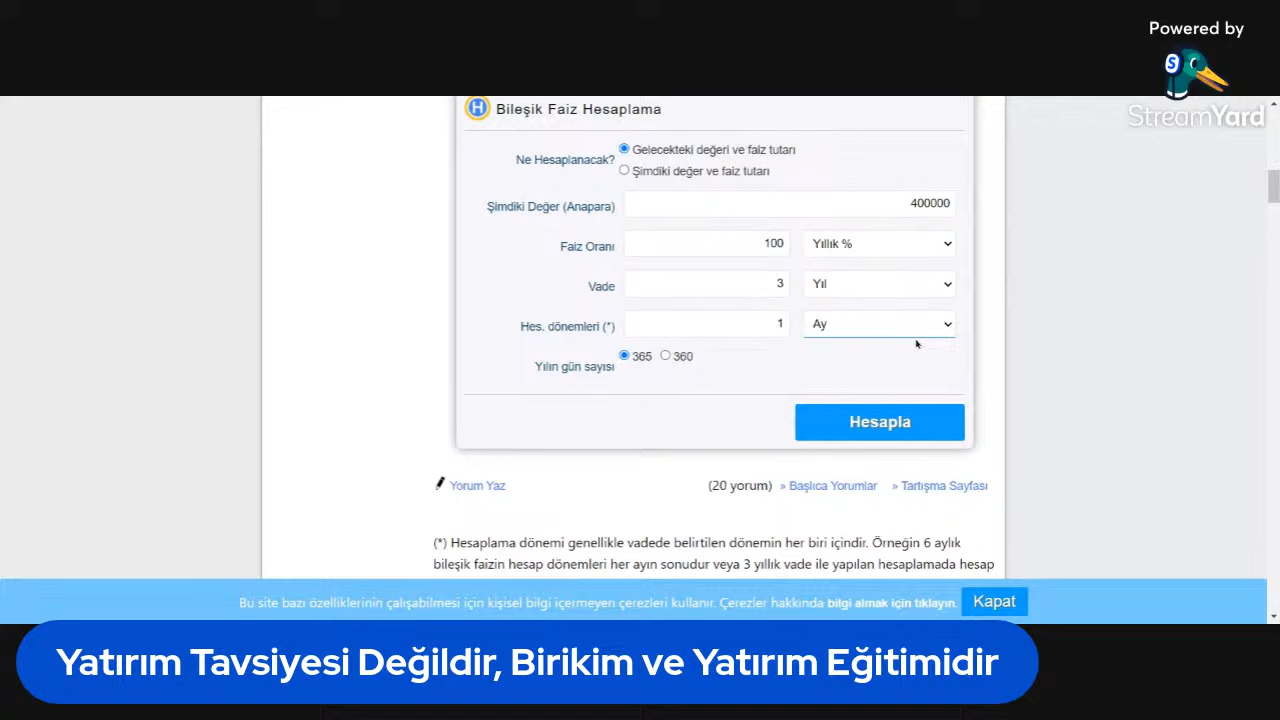 Powered by
S
StreamYard
H Bileşik Faiz Hesaplama
Ne Hesaplanacak?
Gelecekteki değeri ve faiz tutarı
Şimdiki değer ve faiz tutarı
Şimdiki Değer (Anapara) 400000
Faiz Oranı 100 Yıllık %
Vade 3 Yıl
Hes. dönemleri (*) 1 Ay
Yılın gün sayısı 365 360
Hesapla
Yorum Yaz (20 yorum) » Başlıca Yorumlar » Tartışma Sayfası
(*) Hesaplama dönemi genellikle vadede belirtilen dönemin her biri içindir. Örneğin 6 aylık
bileşik faizin hesap dönemleri her ayın sonudur veya 3 yıllık vade ile yapılan hesaplamada hesap
Bu site bazı özelliklerinin çalışabilmesi için kişisel bilgi içermeyen çerezleri kullanır. Çerezler hakkında bilgi almak için tıklayın. Kapat
Yatırım Tavsiyesi Değildir, Birikim ve Yatırım Eğitimidir